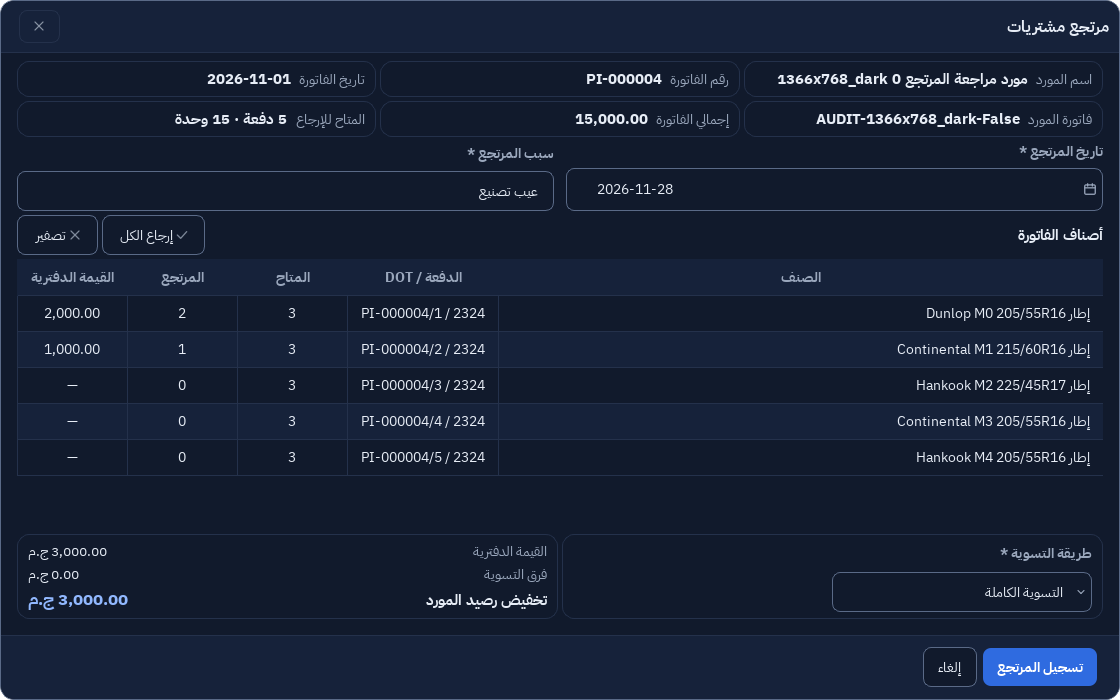 مرتجع مشتريات
اسم المورد مورد مراجعة المرتجع 0 1366x768_dark
رقم الفاتورة PI-000004
تاريخ الفاتورة 2026-11-01
فاتورة المورد AUDIT-1366x768_dark-False
إجمالي الفاتورة 15,000.00
المتاح للإرجاع 5 دفعة · 15 وحدة
تاريخ المرتجع *
سبب المرتجع *
2026-11-28
عيب تصنيع
أصناف الفاتورة
إرجاع الكل
تصفير
الصنف الدفعة / DOT المتاح المرتجع القيمة الدفترية
إطار Dunlop M0 205/55R16 PI-000004/1 / 2324 3 2 2,000.00
إطار Continental M1 215/60R16 PI-000004/2 / 2324 3 1 1,000.00
إطار Hankook M2 225/45R17 PI-000004/3 / 2324 3 0 —
إطار Continental M3 205/55R16 PI-000004/4 / 2324 3 0 —
إطار Hankook M4 205/55R16 PI-000004/5 / 2324 3 0 —
طريقة التسوية *
التسوية الكاملة
القيمة الدفترية 3,000.00 ج.م
فرق التسوية 0.00 ج.م
تخفيض رصيد المورد 3,000.00 ج.م
تسجيل المرتجع
إلغاء